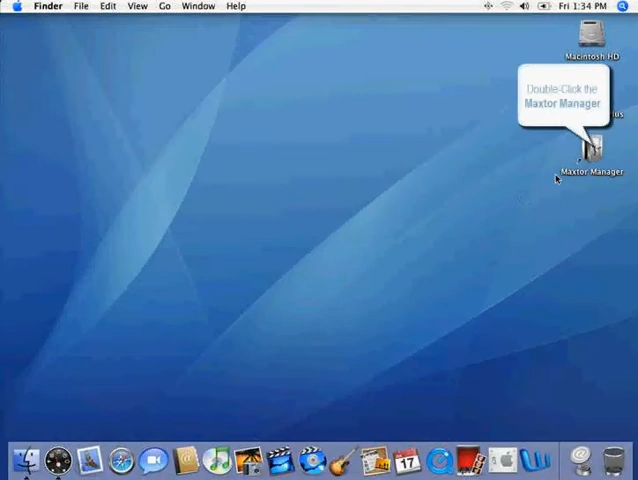 Finder File Edit View Go Window Help Fri 1:34 PM
Macintosh HD
Double-Click the
Maxtor Manager
Maxtor Manager
17